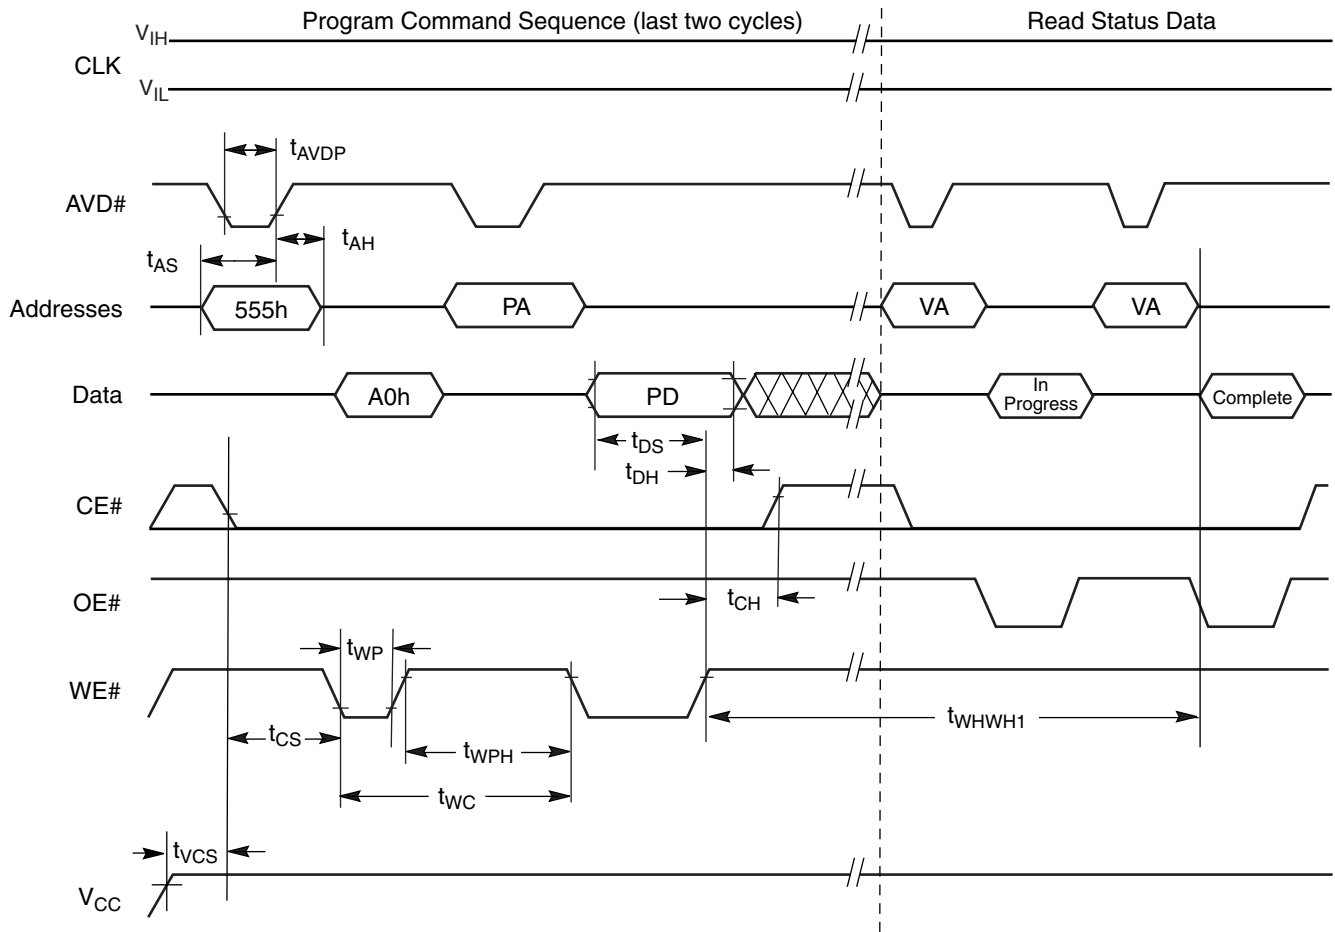 Program Command Sequence (last two cycles)
Read Status Data
VIH
CLK
VIL
tAVDP
AVD#
tAH
tAS
Addresses
555h
PA
VA
VA
Data
A0h
PD
In
Progress
Complete
tDS
tDH
CE#
OE#
tCH
tWP
WE#
tWHWH1
tCS
tWPH
tWC
tVCS
VCC